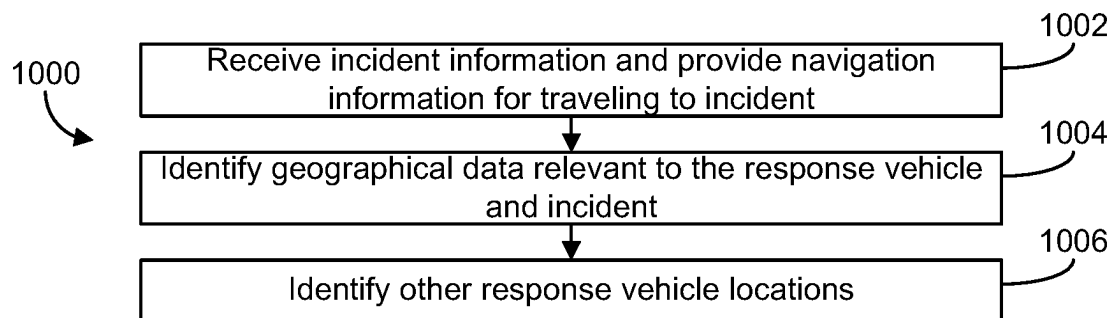 1002
1000
Receive incident information and provide navigation
information for traveling to incident
1004
Identify geographical data relevant to the response vehicle
and incident
1006
Identify other response vehicle locations